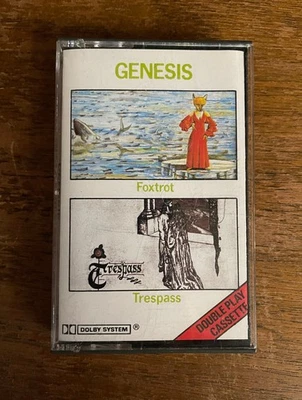 GENESIS
Foxtrot
Trespass
Trespass
DOLBY SYSTEM ®
DOUBLE PLAY
CASSETTE